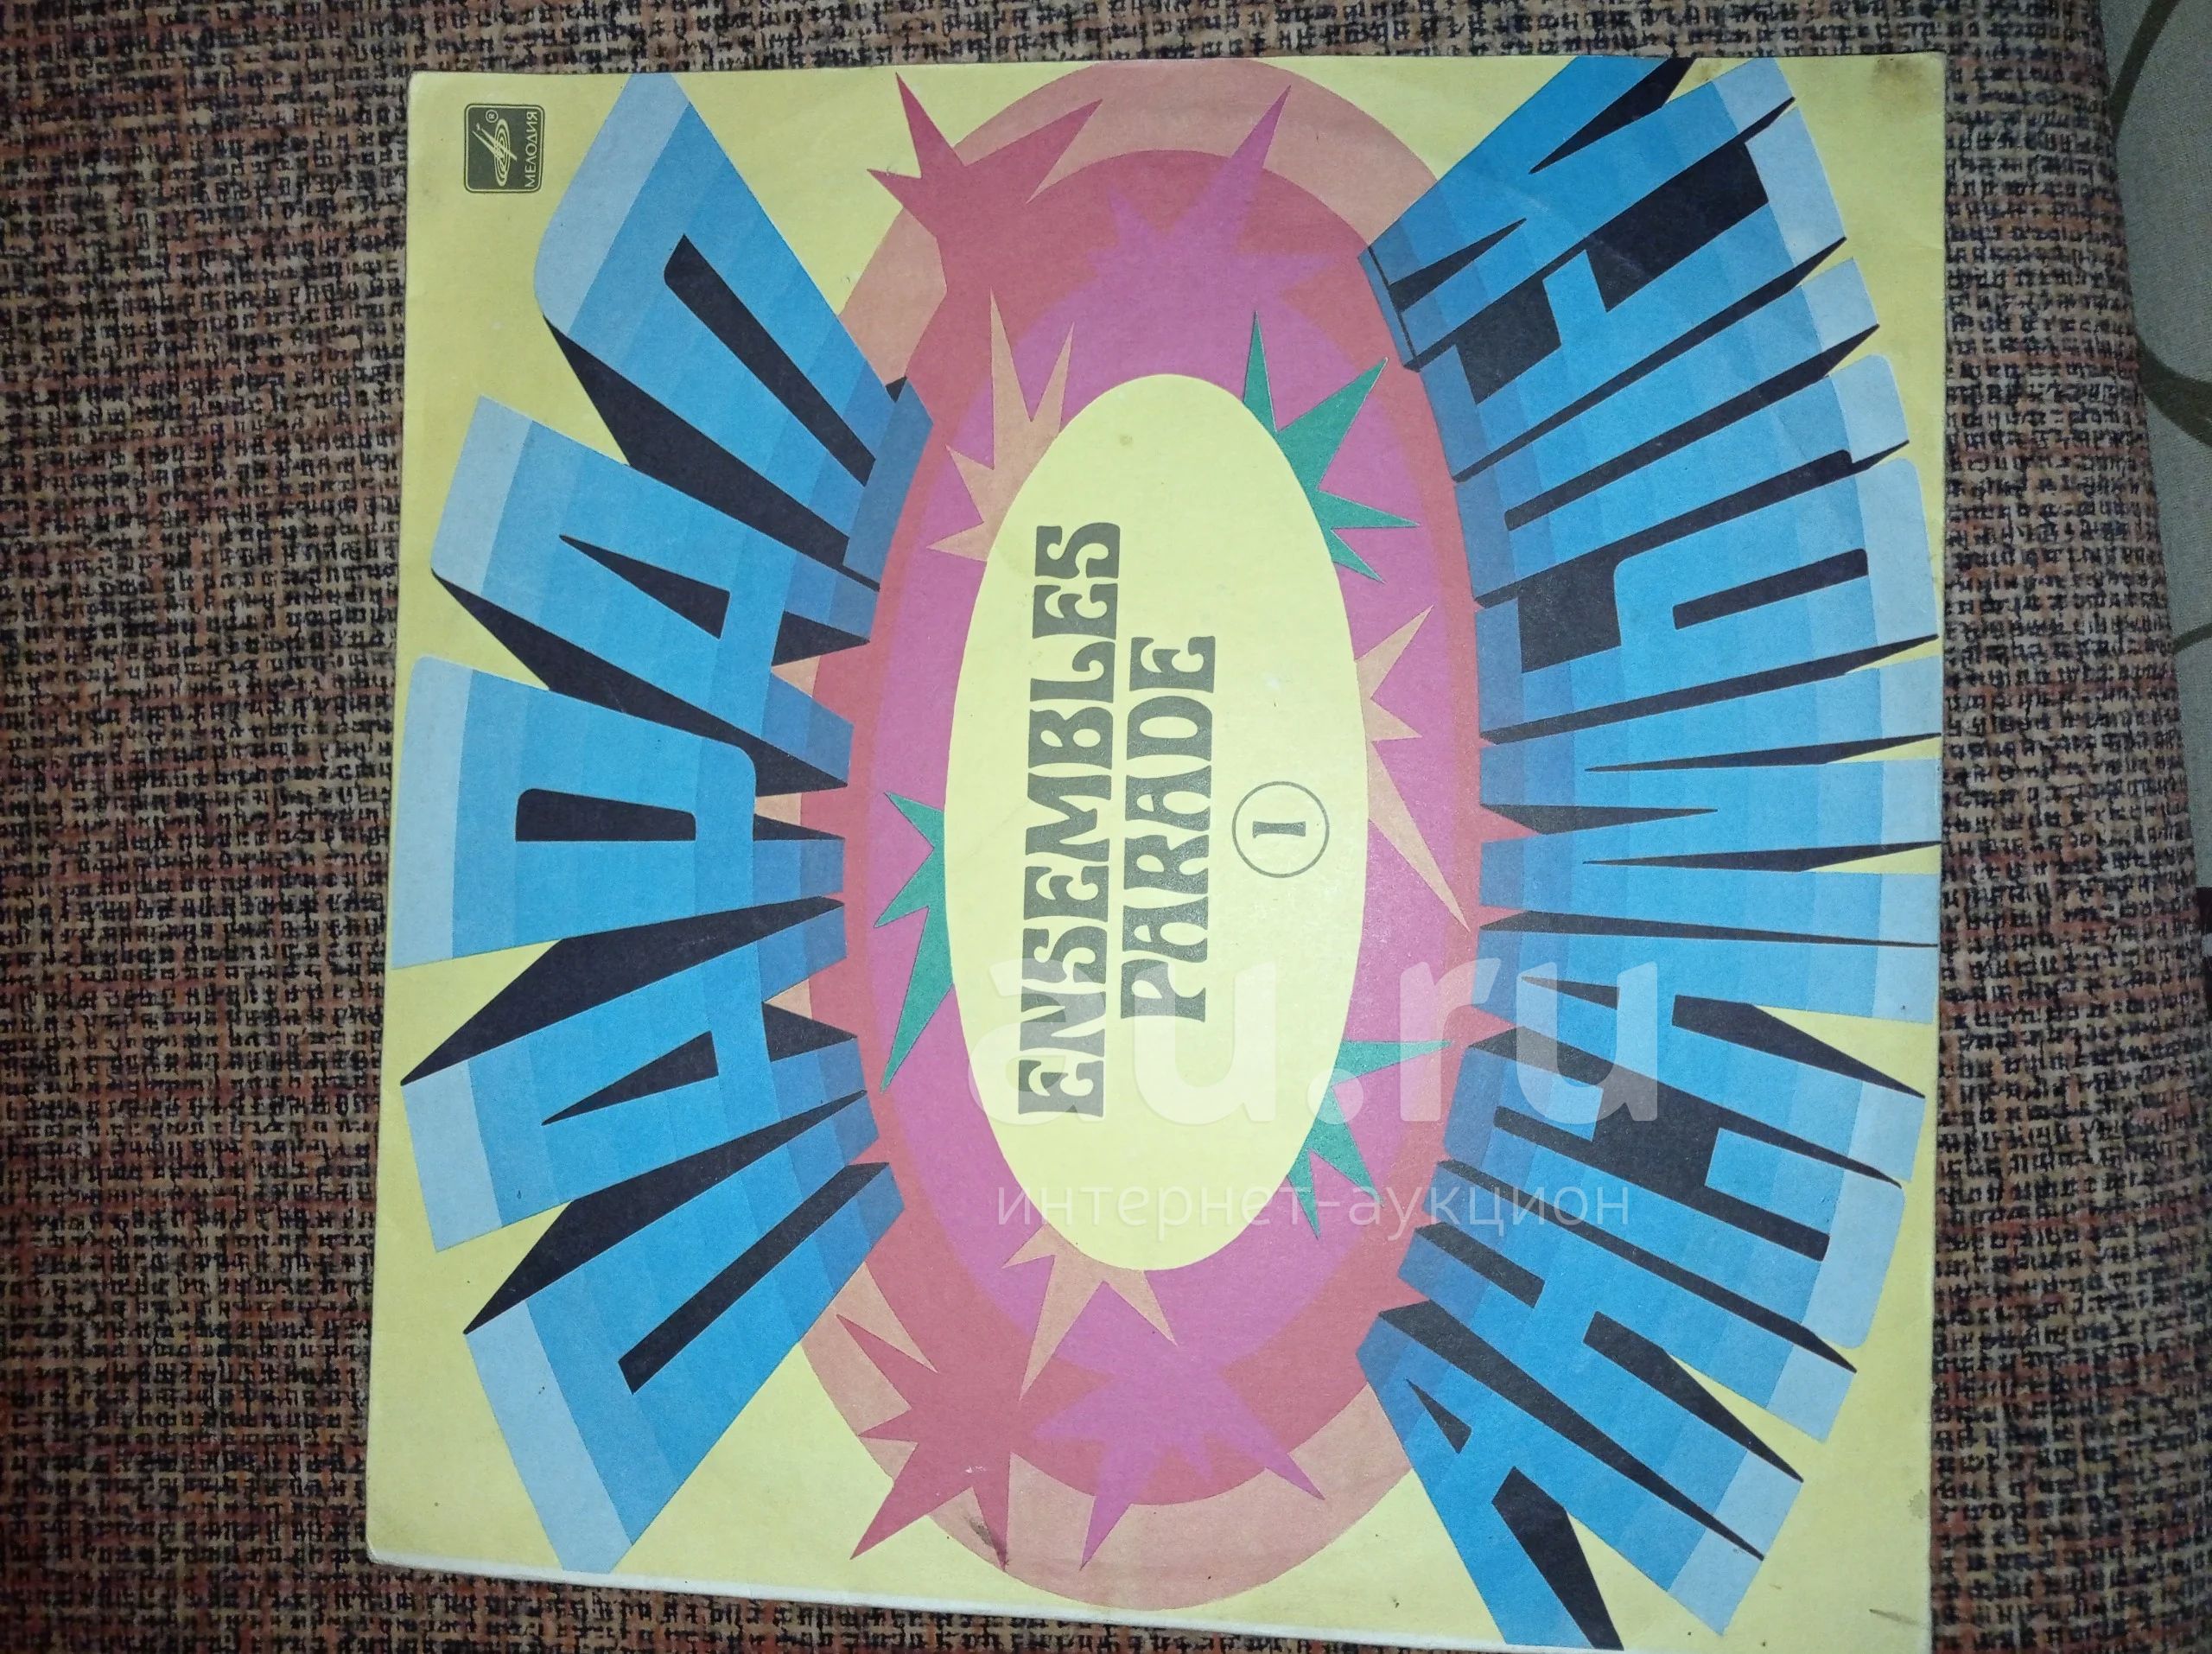 МЕЛОДИЯ
®
ПАРАД
ENSEMBLES
PARADE
1
АНСАМБЛЕЙ
au.ru
интернет-аукцион